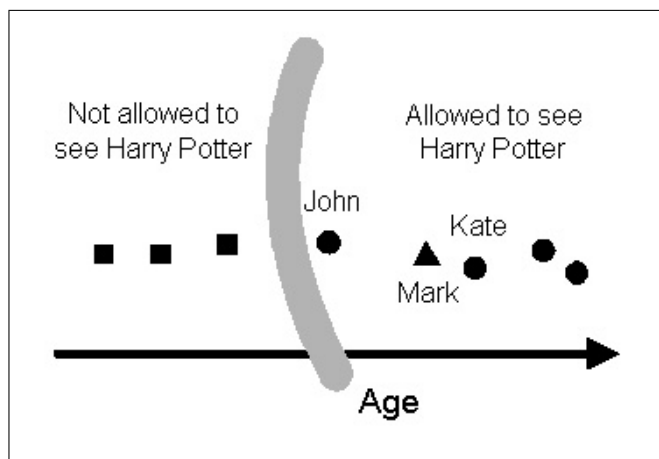 Not allowed to
see Harry Potter
Allowed to see
Harry Potter
John
Kate
Mark
Age